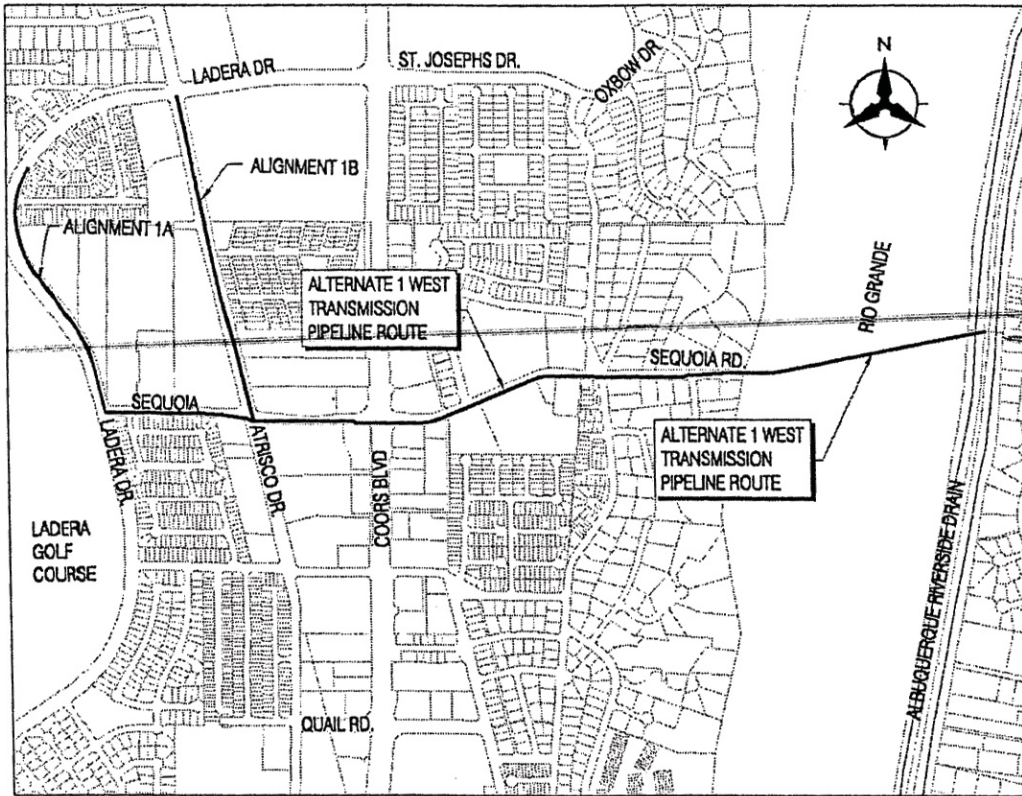 N
LADERA DR
ST. JOSEPHS DR.
OXBOW DR
ALIGNMENT 1B
ALIGNMENT 1A
ALTERNATE 1 WEST
TRANSMISSION
PIPELINE ROUTE
RIO GRANDE
SEQUOIA RD.
SEQUOIA
LADERA DR.
ATRISCO DR.
COORS BLVD
ALTERNATE 1 WEST
TRANSMISSION
PIPELINE ROUTE
LADERA
GOLF
COURSE
ALBUQUERQUE RIVERSIDE DRAIN
QUAIL RD.